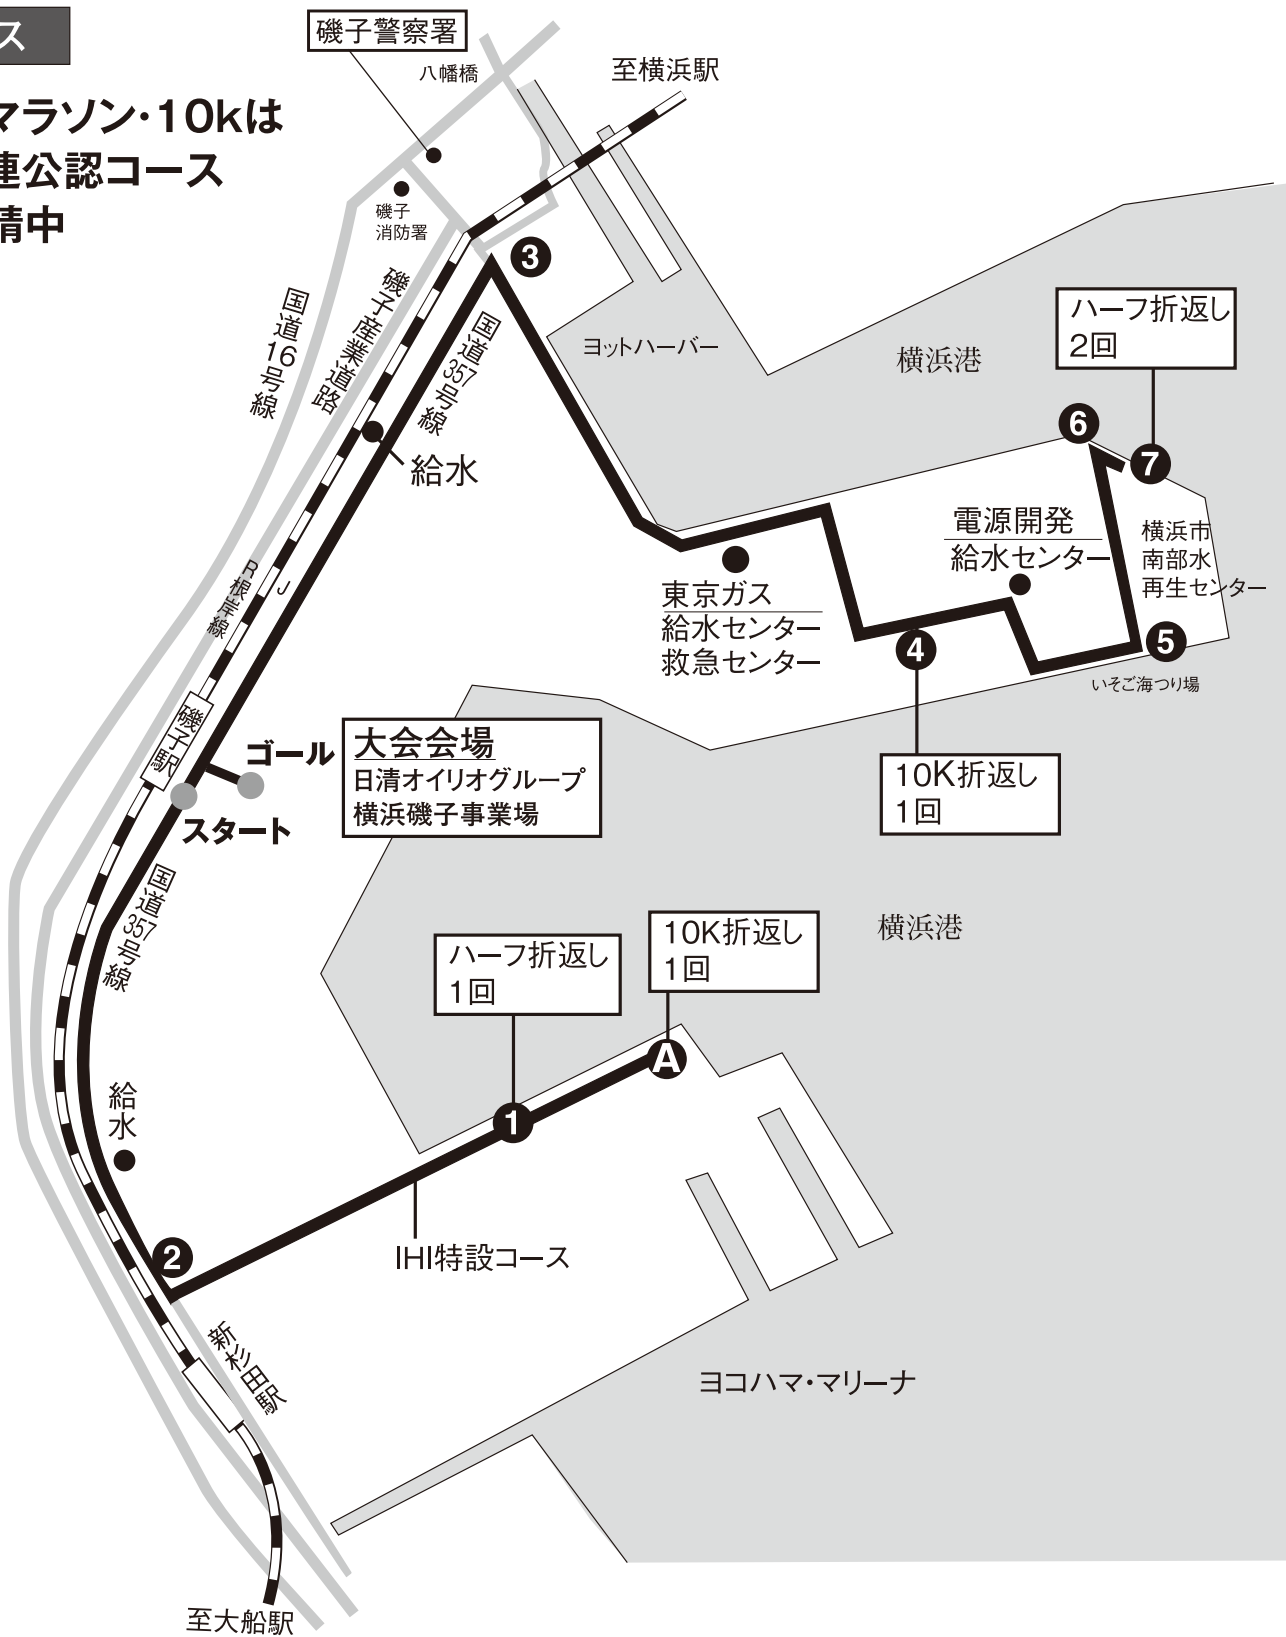 ス
マラソン・10kは
連公認コース
請中
磯子警察署
八幡橋
至横浜駅
磯子
消防署
国道16号線
磯子産業道路
国道357号線
3
ヨットハーバー
横浜港
ハーフ折返し
2回
6
7
給水
電源開発
給水センター
横浜市
南部水
再生センター
東京ガス
給水センター
救急センター
4
5
いそご海つり場
JR根岸線
磯子駅
ゴール
スタート
大会会場
日清オイリオグループ
横浜磯子事業場
10K折返し
1回
国道357号線
ハーフ折返し
1回
10K折返し
1回
横浜港
A
1
給水
2
IHI特設コース
新杉田駅
ヨコハマ・マリーナ
至大船駅